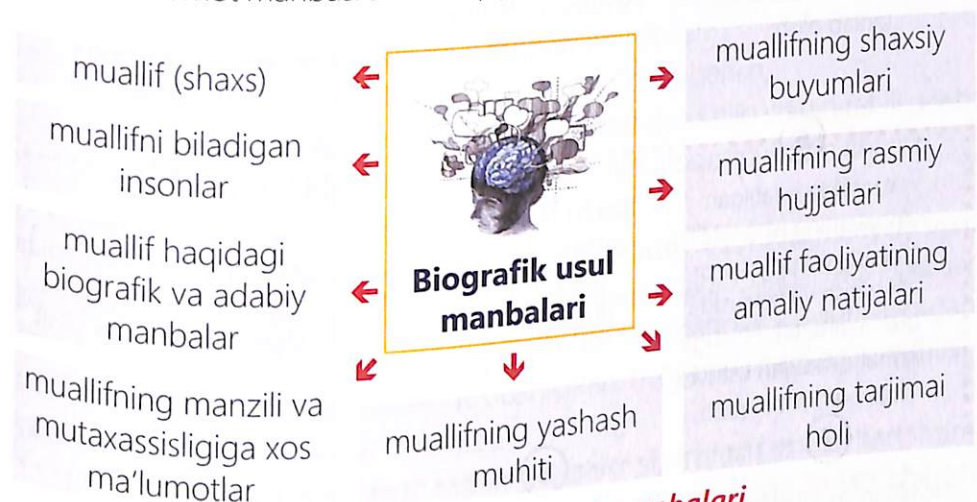 muallif (shaxs)
muallifni biladigan
insonlar
muallif haqidagi
biografik va adabiy
manbalar
muallifning manzili va
mutaxassisligiga xos
ma'lumotlar
Biografik usul
manbalari
muallifning yashash
muhiti
muallifning shaxsiy
buyumlari
muallifning rasmiy
hujjatlari
muallif faoliyatining
amaliy natijalari
muallifning tarjimai
holi